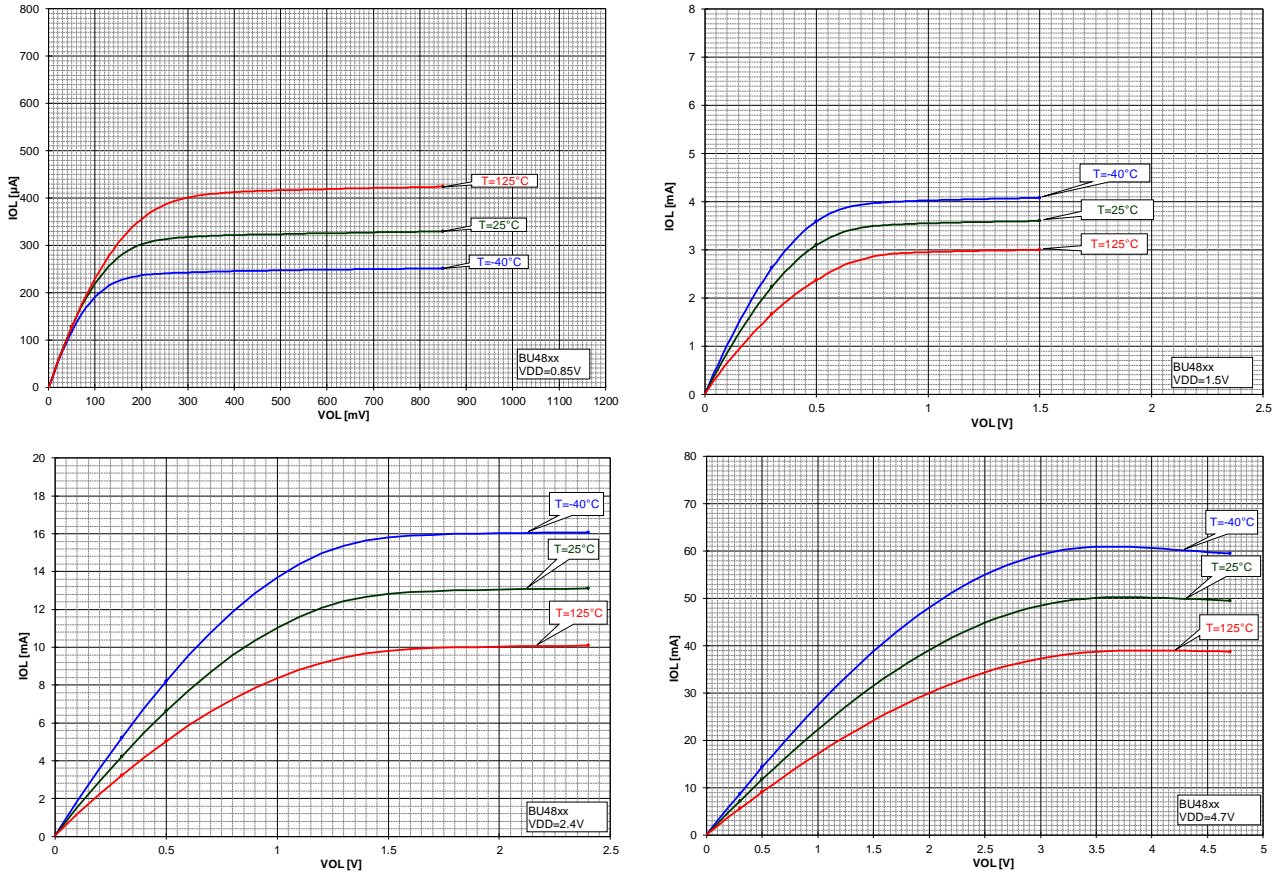 800
700
600
500
400
300
200
100
0
IOL [µA]
T=125°C
T=25°C
T=-40°C
BU48xx
VDD=0.85V
0 100 200 300 400 500 600 700 800 900 1000 1100 1200
VOL [mV]
8
7
6
5
4
3
2
1
0
IOL [mA]
T=-40°C
T=25°C
T=125°C
BU48xx
VDD=1.5V
0 0.5 1 1.5 2 2.5
VOL [V]
20
18
16
14
12
10
8
6
4
2
0
IOL [mA]
T=-40°C
T=25°C
T=125°C
BU48xx
VDD=2.4V
0 0.5 1 1.5 2 2.5
VOL [V]
80
70
60
50
40
30
20
10
0
IOL [mA]
T=-40°C
T=25°C
T=125°C
BU48xx
VDD=4.7V
0 0.5 1 1.5 2 2.5 3 3.5 4 4.5 5
VOL [V]